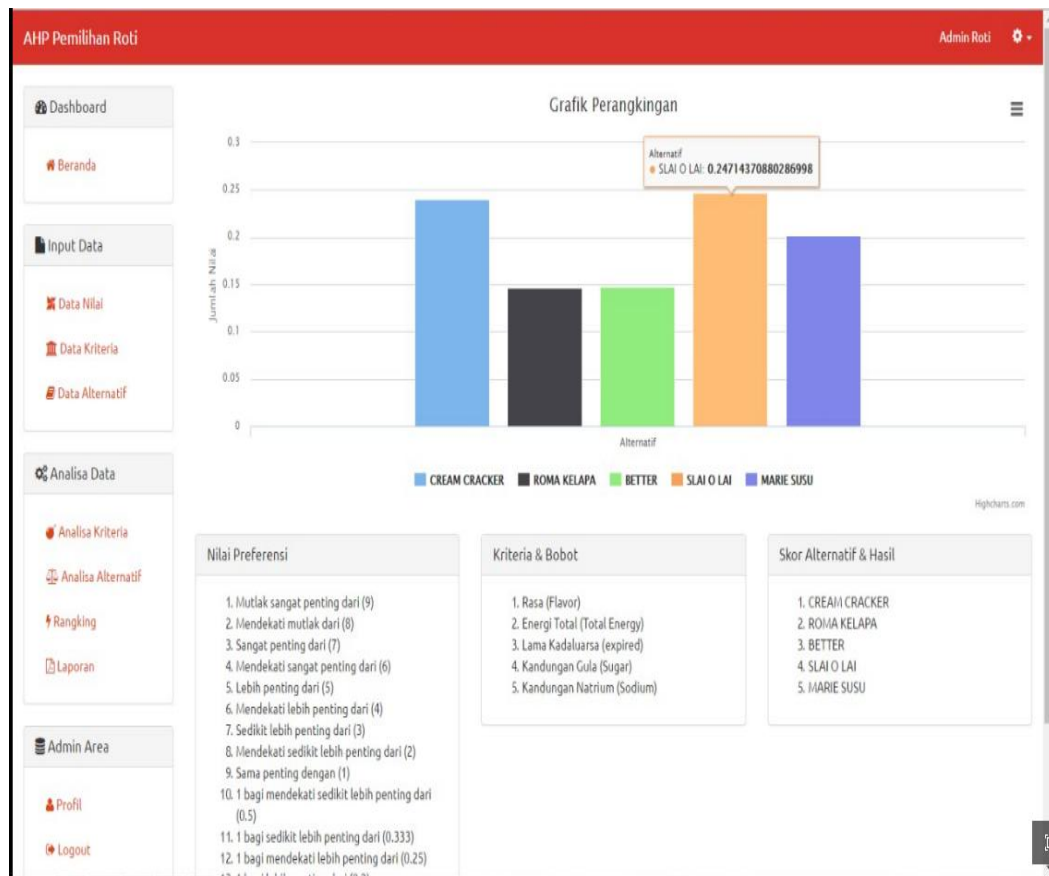 AHP Pemilihan Roti
Admin Roti
Dashboard
Beranda
Input Data
Data Nilai
Data Kriteria
Data Alternatif
Analisa Data
Analisa Kriteria
Analisa Alternatif
Rangking
Laporan
Admin Area
Profil
Logout
Grafik Perangkingan
Jumlah Nilai
0.3
0.25
0.2
0.15
0.1
0.05
0
Alternatif
SLAI O LAI: 0.24714370880286998
Alternatif
CREAM CRACKER ROMA KELAPA BETTER SLAI O LAI MARIE SUSU
Highcharts.com
Nilai Preferensi
1. Mutlak sangat penting dari (9)
2. Mendekati mutlak dari (8)
3. Sangat penting dari (7)
4. Mendekati sangat penting dari (6)
5. Lebih penting dari (5)
6. Mendekati lebih penting dari (4)
7. Sedikit lebih penting dari (3)
8. Mendekati sedikit lebih penting dari (2)
9. Sama penting dengan (1)
10. 1 bagi mendekati sedikit lebih penting dari
(0.5)
11. 1 bagi sedikit lebih penting dari (0.333)
12. 1 bagi mendekati lebih penting dari (0.25)
Kriteria & Bobot
1. Rasa (Flavor)
2. Energi Total (Total Energy)
3. Lama Kadaluarsa (expired)
4. Kandungan Gula (Sugar)
5. Kandungan Natrium (Sodium)
Skor Alternatif & Hasil
1. CREAM CRACKER
2. ROMA KELAPA
3. BETTER
4. SLAI O LAI
5. MARIE SUSU